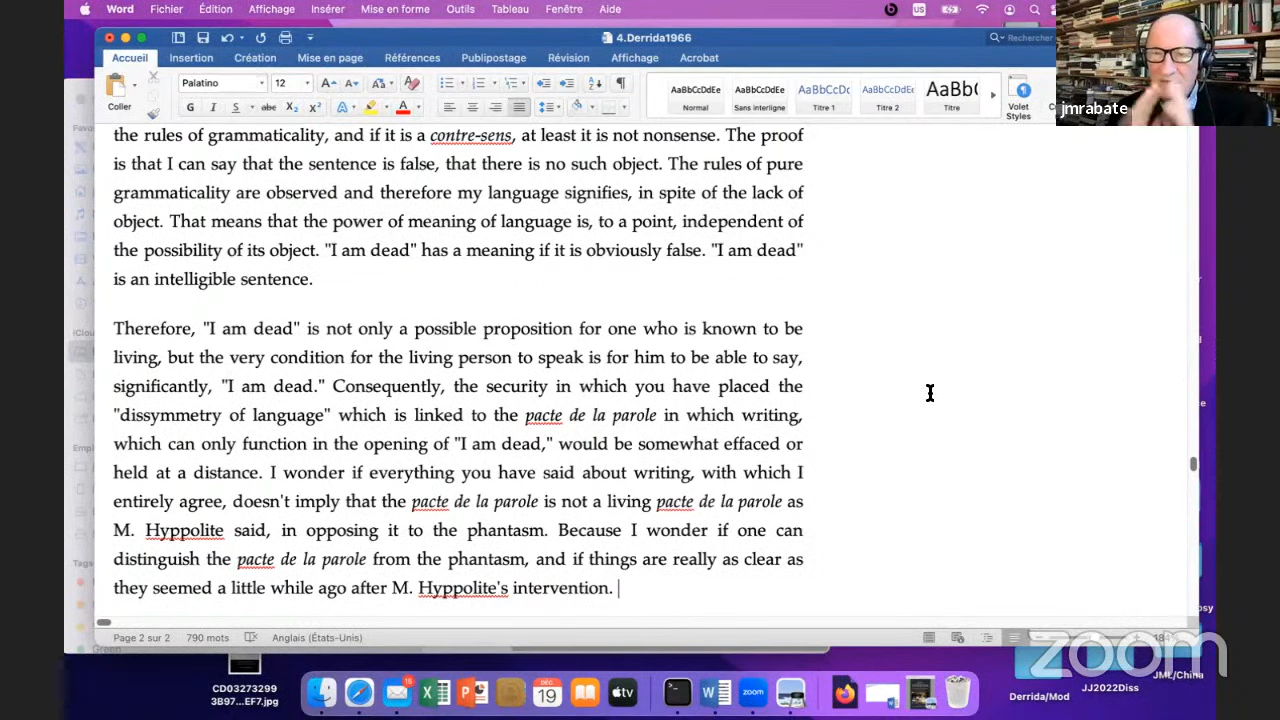 Word Fichier Édition Affichage Insérer Mise en forme Outils Tableau Fenêtre Aide
4.Derrida1966
Rechercher
Accueil Insertion Création Mise en page Références Publipostage Révision Affichage Acrobat
Coller
Palatino 12
G I S abc X₂ X²
AaBbCcDdEe AaBbCcDdEe AaBbCcDc AaBbCcDdEe AaBb(
Normal Sans interligne Titre 1 Titre 2 Titre
Volet
Styles
jmrabate
the rules of grammaticality, and if it is a contre-sens, at least it is not nonsense. The proof
is that I can say that the sentence is false, that there is no such object. The rules of pure
grammaticality are observed and therefore my language signifies, in spite of the lack of
object. That means that the power of meaning of language is, to a point, independent of
the possibility of its object. "I am dead" has a meaning if it is obviously false. "I am dead"
is an intelligible sentence.
Therefore, "I am dead" is not only a possible proposition for one who is known to be
living, but the very condition for the living person to speak is for him to be able to say,
significantly, "I am dead." Consequently, the security in which you have placed the
"dissymmetry of language" which is linked to the pacte de la parole in which writing,
which can only function in the opening of "I am dead," would be somewhat effaced or
held at a distance. I wonder if everything you have said about writing, with which I
entirely agree, doesn't imply that the pacte de la parole is not a living pacte de la parole as
M. Hyppolite said, in opposing it to the phantasm. Because I wonder if one can
distinguish the pacte de la parole from the phantasm, and if things are really as clear as
they seemed a little while ago after M. Hyppolite's intervention.
Page 2 sur 2 790 mots Anglais (États-Unis)
zoom
CD03273299
3B97...EF7.jpg
DÉC
19
tv
zoom
Derrida/Mod
JJ2022Diss
JML/China